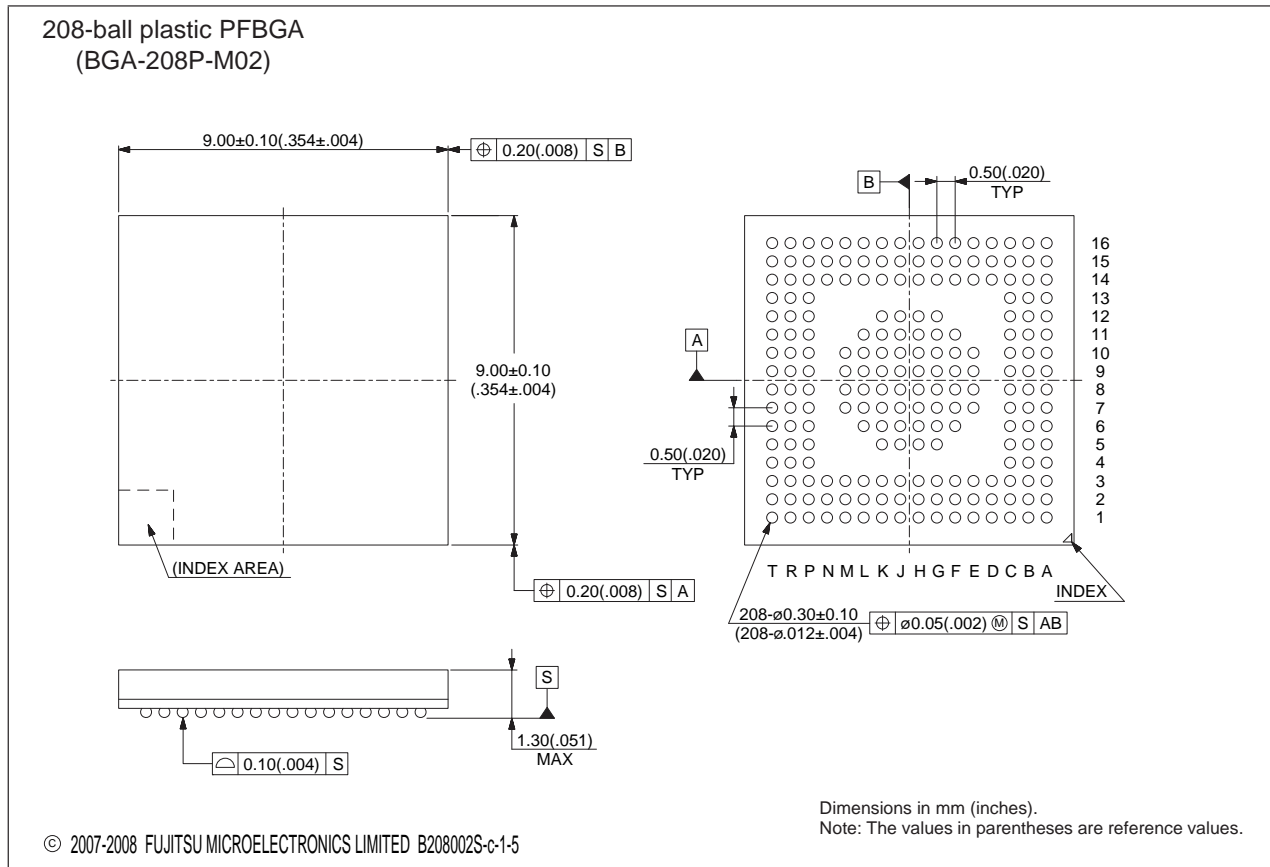 208-ball plastic PFBGA
(BGA-208P-M02)
9.00±0.10(.354±.004)
⌖ 0.20(.008) S B
B
0.50(.020)
TYP
16
15
14
13
12
11
10
9
8
7
6
5
4
3
2
1
A
9.00±0.10
(.354±.004)
0.50(.020)
TYP
(INDEX AREA)
⌖ 0.20(.008) S A
T R P N M L K J H G F E D C B A
INDEX
208-ø0.30±0.10
(208-ø.012±.004)
⌖ ø0.05(.002) Ⓜ S AB
S
1.30(.051)
MAX
⌓ 0.10(.004) S
© 2007-2008 FUJITSU MICROELECTRONICS LIMITED B208002S-c-1-5
Dimensions in mm (inches).
Note: The values in parentheses are reference values.